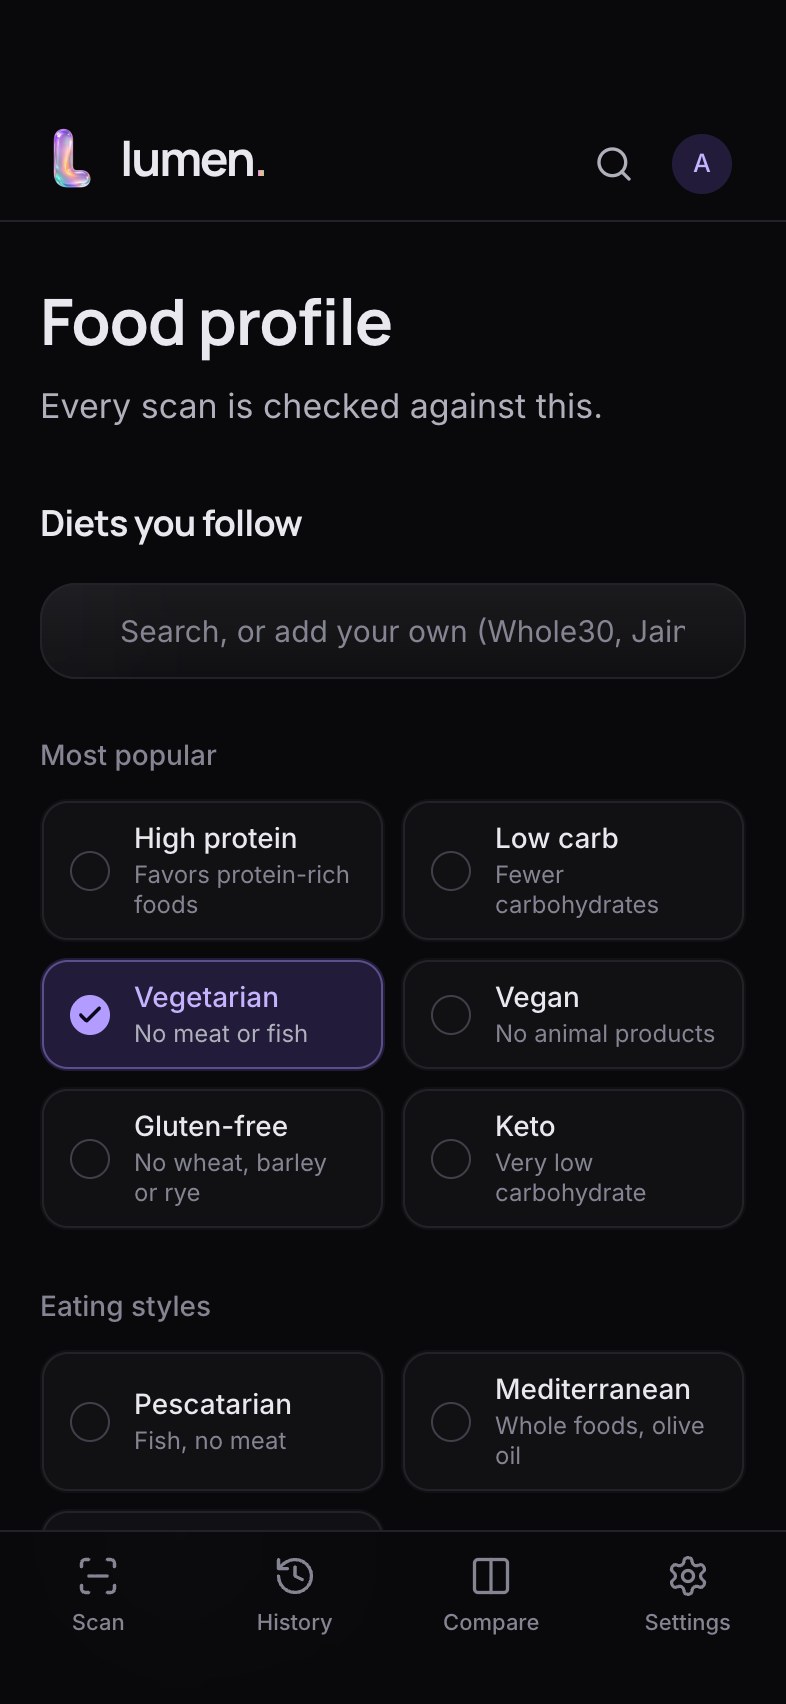 lumen.
A
Food profile
Every scan is checked against this.
Diets you follow
Search, or add your own (Whole30, Jain
Most popular
High protein
Favors protein-rich
foods
Low carb
Fewer
carbohydrates
Vegetarian
No meat or fish
Vegan
No animal products
Gluten-free
No wheat, barley
or rye
Keto
Very low
carbohydrate
Eating styles
Pescatarian
Fish, no meat
Mediterranean
Whole foods, olive
oil
Scan
History
Compare
Settings